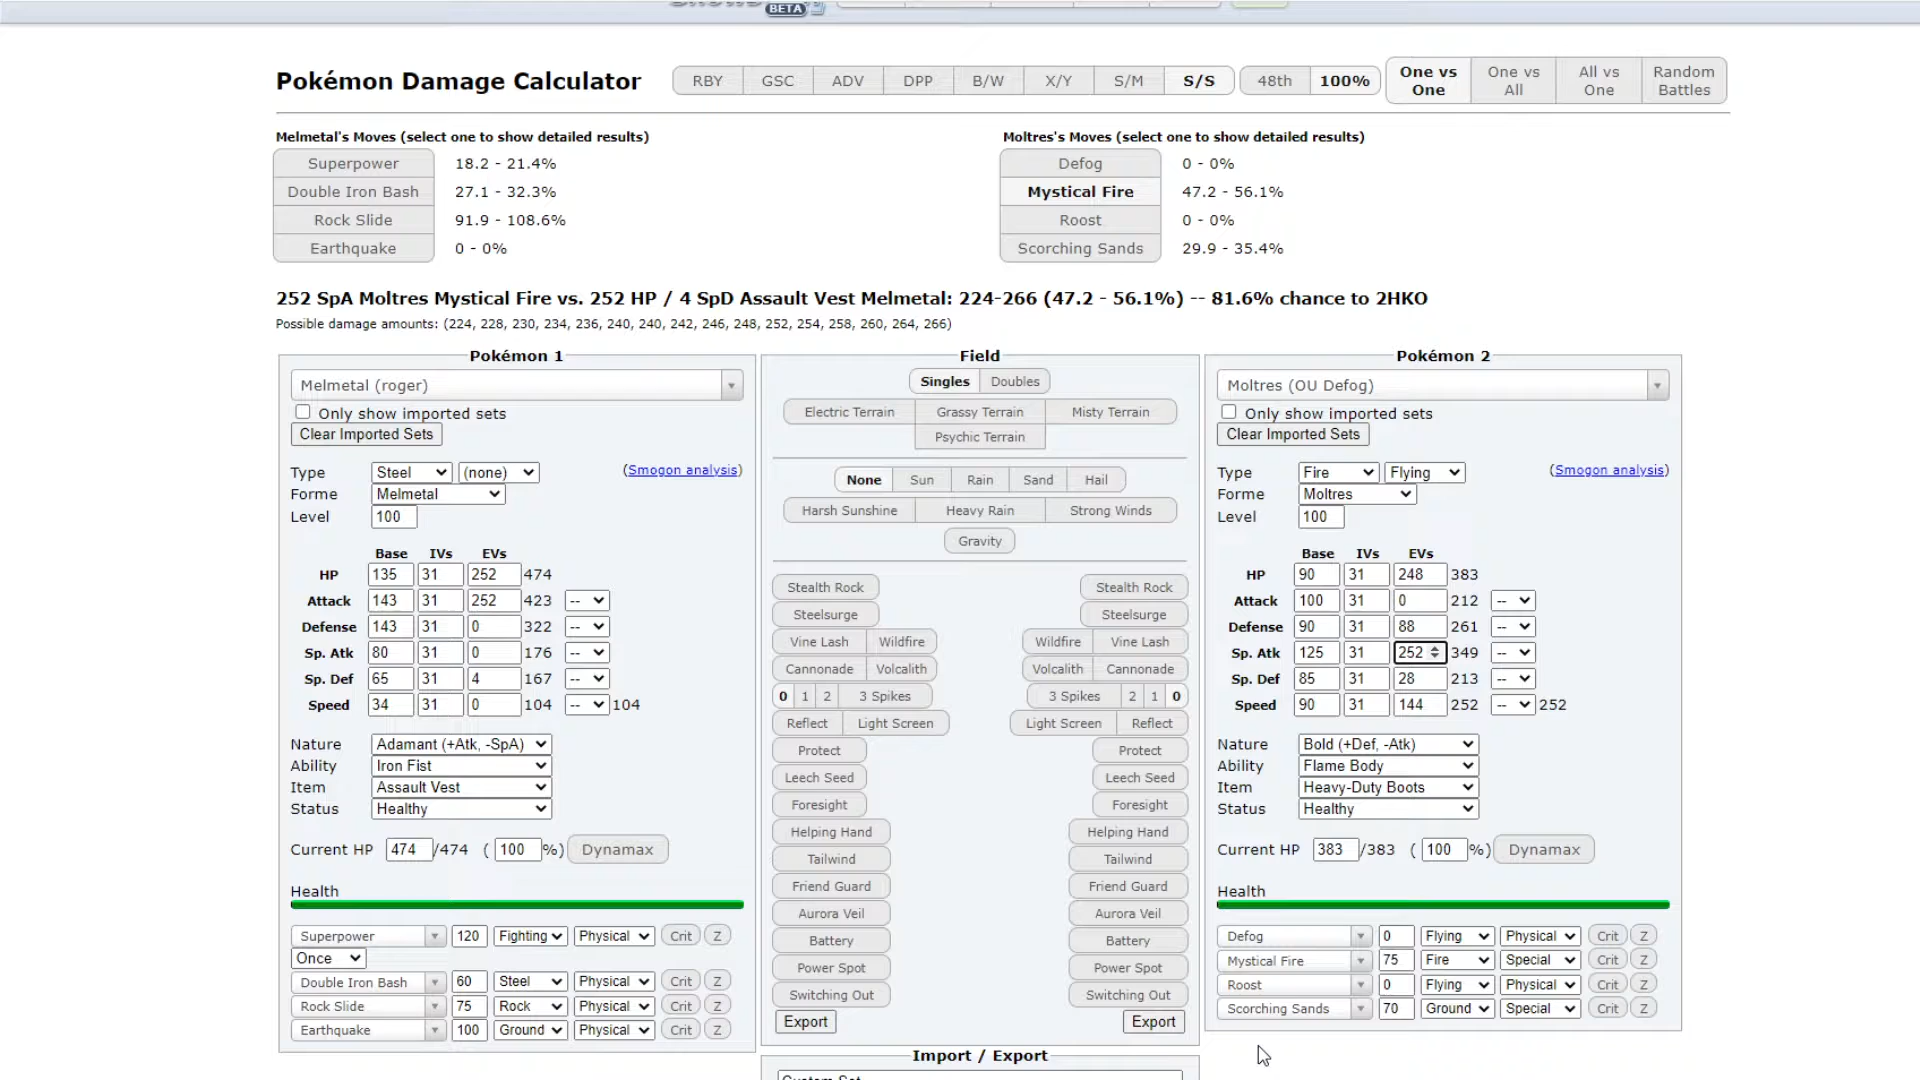 BETA
Pokémon Damage Calculator RBY GSC ADV DPP B/W X/Y S/M S/S 48th 100% One vs One One vs All All vs One Random Battles
Melmetal's Moves (select one to show detailed results) Moltres's Moves (select one to show detailed results)
Superpower 18.2 - 21.4% Defog 0 - 0%
Double Iron Bash 27.1 - 32.3% Mystical Fire 47.2 - 56.1%
Rock Slide 91.9 - 108.6% Roost 0 - 0%
Earthquake 0 - 0% Scorching Sands 29.9 - 35.4%
252 SpA Moltres Mystical Fire vs. 252 HP / 4 SpD Assault Vest Melmetal: 224-266 (47.2 - 56.1%) -- 81.6% chance to 2HKO
Possible damage amounts: (224, 228, 230, 234, 236, 240, 240, 242, 246, 248, 252, 254, 258, 260, 264, 266)
Pokémon 1
Melmetal (roger)
Only show imported sets
Clear Imported Sets
Type Steel (none) (Smogon analysis)
Forme Melmetal
Level 100
Base IVs EVs
HP 135 31 252 474
Attack 143 31 252 423 --
Defense 143 31 0 322 --
Sp. Atk 80 31 0 176 --
Sp. Def 65 31 4 167 --
Speed 34 31 0 104 -- 104
Nature Adamant (+Atk, -SpA)
Ability Iron Fist
Item Assault Vest
Status Healthy
Current HP 474 /474 ( 100 %) Dynamax
Health
Superpower 120 Fighting Physical Crit Z
Once
Double Iron Bash 60 Steel Physical Crit Z
Rock Slide 75 Rock Physical Crit Z
Earthquake 100 Ground Physical Crit Z
Field
Singles Doubles
Electric Terrain Grassy Terrain Misty Terrain
Psychic Terrain
None Sun Rain Sand Hail
Harsh Sunshine Heavy Rain Strong Winds
Gravity
Stealth Rock Stealth Rock
Steelsurge Steelsurge
Vine Lash Wildfire Wildfire Vine Lash
Cannonade Volcalith Volcalith Cannonade
0 1 2 3 Spikes 3 Spikes 2 1 0
Reflect Light Screen Light Screen Reflect
Protect Protect
Leech Seed Leech Seed
Foresight Foresight
Helping Hand Helping Hand
Tailwind Tailwind
Friend Guard Friend Guard
Aurora Veil Aurora Veil
Battery Battery
Power Spot Power Spot
Switching Out Switching Out
Export Export
Import / Export
Custom Set
Pokémon 2
Moltres (OU Defog)
Only show imported sets
Clear Imported Sets
Type Fire Flying (Smogon analysis)
Forme Moltres
Level 100
Base IVs EVs
HP 90 31 248 383
Attack 100 31 0 212 --
Defense 90 31 88 261 --
Sp. Atk 125 31 252 349 --
Sp. Def 85 31 28 213 --
Speed 90 31 144 252 -- 252
Nature Bold (+Def, -Atk)
Ability Flame Body
Item Heavy-Duty Boots
Status Healthy
Current HP 383 /383 ( 100 %) Dynamax
Health
Defog 0 Flying Physical Crit Z
Mystical Fire 75 Fire Special Crit Z
Roost 0 Flying Physical Crit Z
Scorching Sands 70 Ground Special Crit Z